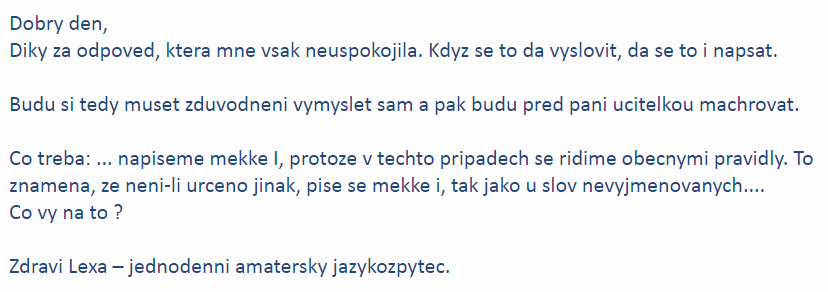 Dobry den,
Diky za odpoved, ktera mne vsak neuspokojila. Kdyz se to da vyslovit, da se to i napsat.
Budu si tedy muset zduvodneni vymyslet sam a pak budu pred pani ucitelkou machrovat.
Co treba: ... napiseme mekke I, protoze v techto pripadech se ridime obecnymi pravidly. To
znamena, ze neni-li urceno jinak, pise se mekke i, tak jako u slov nevyjmenovanych....
Co vy na to ?
Zdravi Lexa – jednodenni amatersky jazykozpytec.